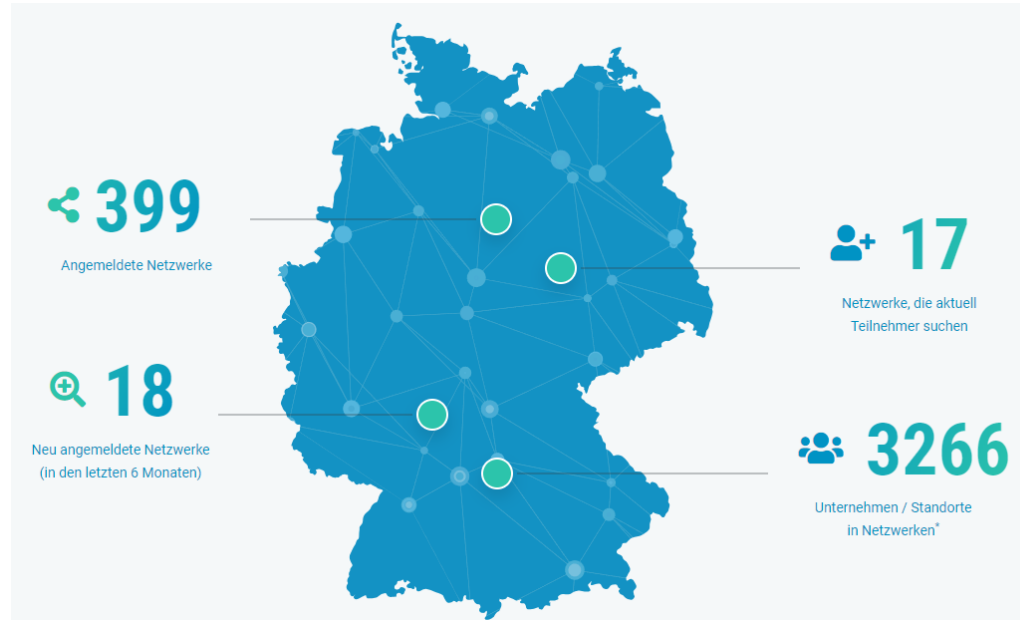 399
Angemeldete Netzwerke
17
Netzwerke, die aktuell
Teilnehmer suchen
18
Neu angemeldete Netzwerke
(in den letzten 6 Monaten)
3266
Unternehmen / Standorte
in Netzwerken*